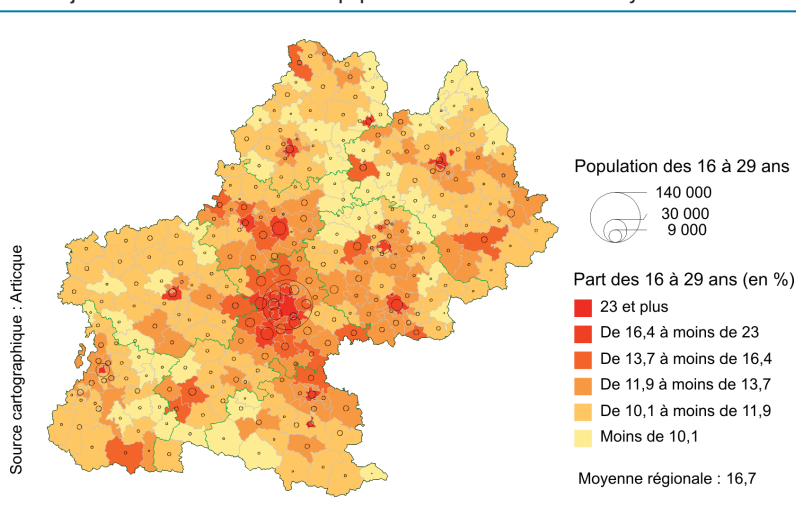 Population des 16 à 29 ans
140 000
30 000
9 000
Part des 16 à 29 ans (en %)
23 et plus
De 16,4 à moins de 23
De 13,7 à moins de 16,4
De 11,9 à moins de 13,7
De 10,1 à moins de 11,9
Moins de 10,1
Moyenne régionale : 16,7
Source cartographique : Articque